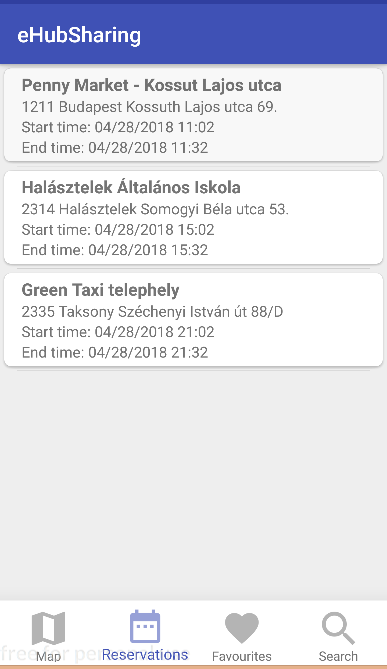 eHubSharing
Penny Market - Kossut Lajos utca
1211 Budapest Kossuth Lajos utca 69.
Start time: 04/28/2018 11:02
End time: 04/28/2018 11:32
Halásztelek Általános Iskola
2314 Halásztelek Somogyi Béla utca 53.
Start time: 04/28/2018 15:02
End time: 04/28/2018 15:32
Green Taxi telephely
2335 Taksony Széchenyi István út 88/D
Start time: 04/28/2018 21:02
End time: 04/28/2018 21:32
Map Reservations Favourites Search
free for